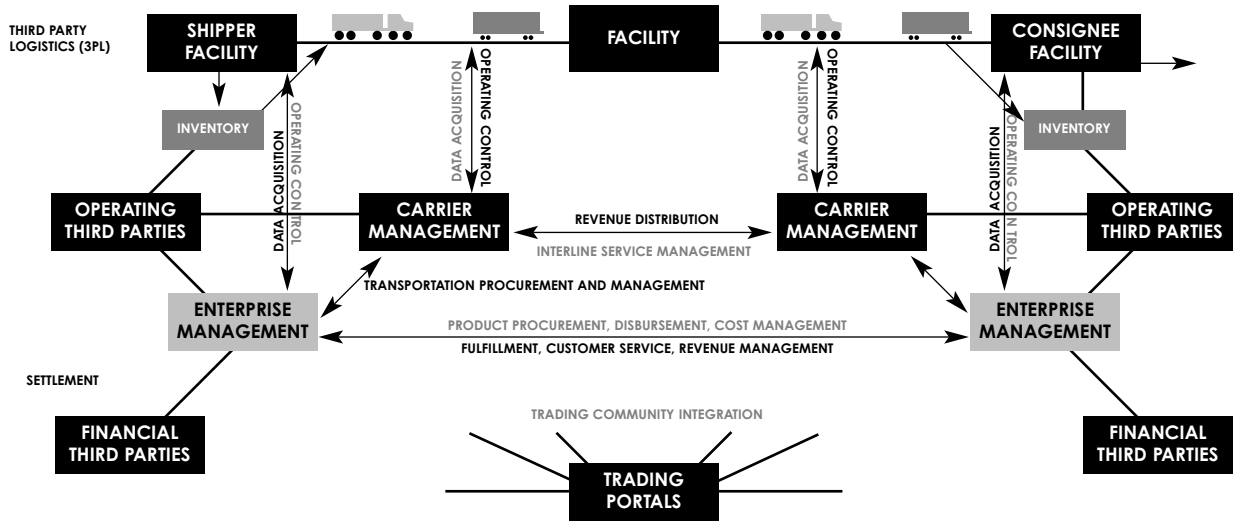 THIRD PARTY
LOGISTICS (3PL)
SHIPPER
FACILITY
FACILITY
CONSIGNEE
FACILITY
INVENTORY
DATA ACQUISITION
OPERATING CONTROL
DATA ACQUISITION
OPERATING CONTROL
DATA ACQUISITION
OPERATING CONTROL
DATA ACQUISITION
OPERATING CONTROL
INVENTORY
OPERATING
THIRD PARTIES
CARRIER
MANAGEMENT
REVENUE DISTRIBUTION
INTERLINE SERVICE MANAGEMENT
CARRIER
MANAGEMENT
OPERATING
THIRD PARTIES
TRANSPORTATION PROCUREMENT AND MANAGEMENT
ENTERPRISE
MANAGEMENT
PRODUCT PROCUREMENT, DISBURSEMENT, COST MANAGEMENT
FULFILLMENT, CUSTOMER SERVICE, REVENUE MANAGEMENT
ENTERPRISE
MANAGEMENT
SETTLEMENT
FINANCIAL
THIRD PARTIES
TRADING COMMUNITY INTEGRATION
TRADING
PORTALS
FINANCIAL
THIRD PARTIES